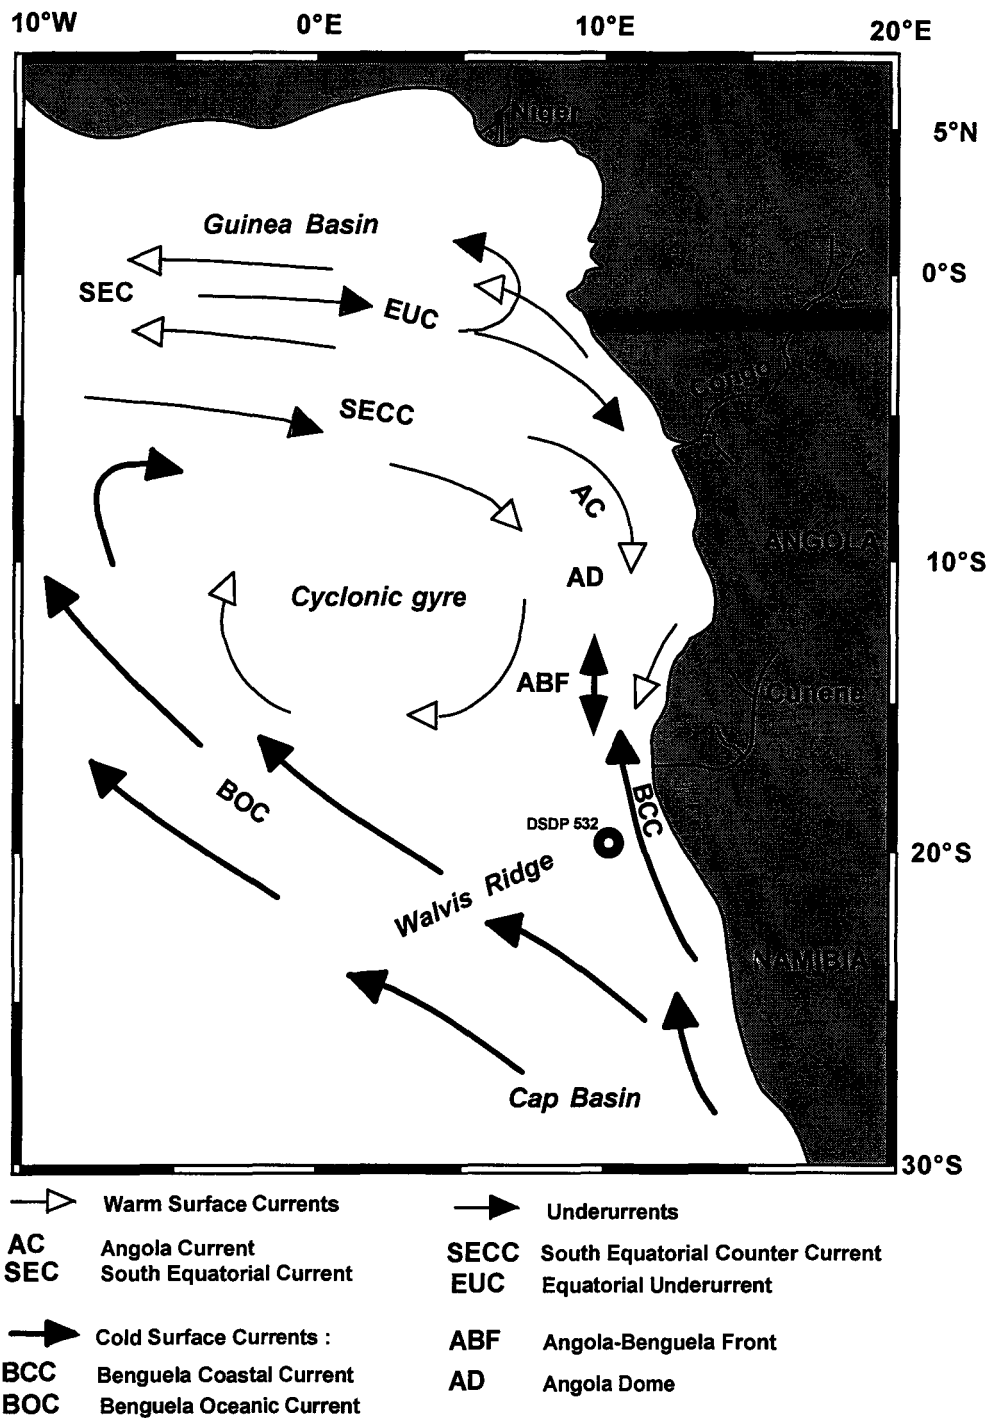 10°W 0°E 10°E 20°E
Niger
5°N
Guinea Basin
0°S
SEC
EUC
Congo
SECC
AC
ANGOLA
10°S
AD
Cyclonic gyre
ABF
Cunene
BOC
BCC
DSDP 532
20°S
Walvis Ridge
NAMIBIA
Cap Basin
30°S
Warm Surface Currents
AC Angola Current
SEC South Equatorial Current
Cold Surface Currents :
BCC Benguela Coastal Current
BOC Benguela Oceanic Current
Underurrents
SECC South Equatorial Counter Current
EUC Equatorial Underurrent
ABF Angola-Benguela Front
AD Angola Dome